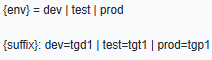 {env} = dev | test | prod
{suffix}: dev=tgd1 | test=tgt1 | prod=tgp1